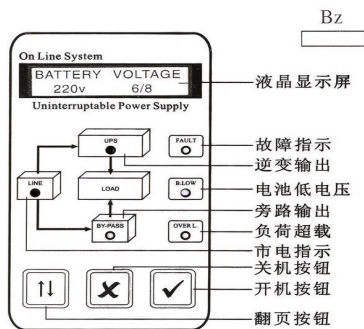 Bz
On Line System
BATTERY VOLTAGE
220v 6/8
Uninterruptable Power Supply
液晶显示屏
UPS
FAULT
故障指示
逆变输出
LINE
LOAD
B.LOW
电池低电压
旁路输出
BY-PASS
OVER L.
负荷超载
市电指示
关机按钮
开机按钮
翻页按钮